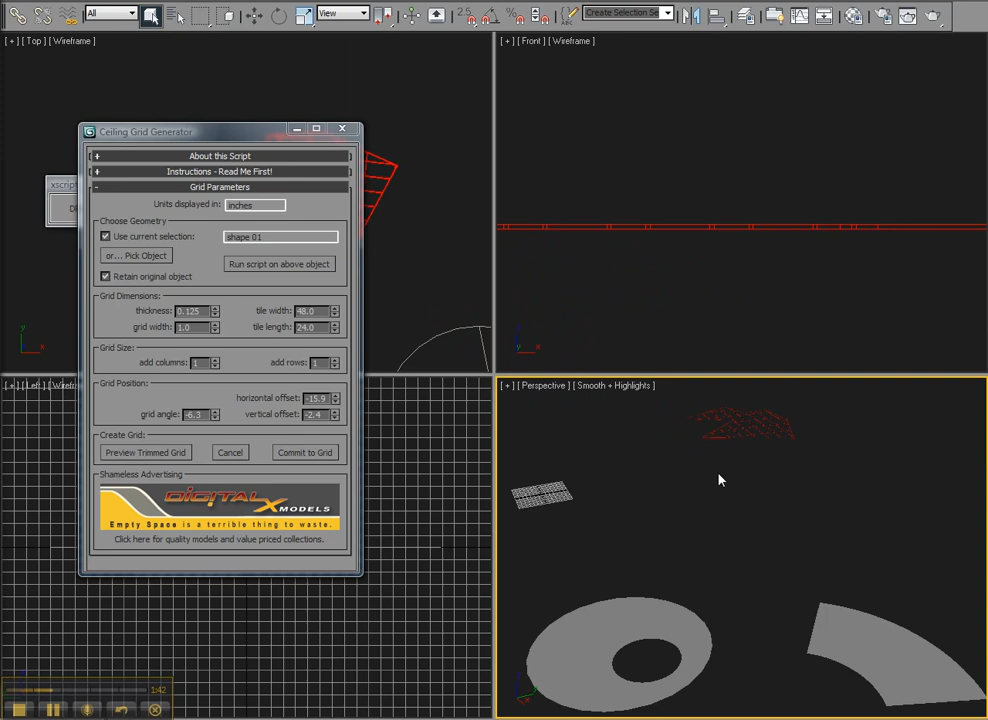 All
View
2.5
Create Selection Se
[ + ] [ Top ] [ Wireframe ]
[ + ] [ Front ] [ Wireframe ]
Ceiling Grid Generator
xscrip
+ About this Script
+ Instructions - Read Me First!
- Grid Parameters
Units displayed in: inches
Choose Geometry
Use current selection: shape 01
or... Pick Object
Run script on above object
Retain original object
Grid Dimensions:
thickness: 0.125 tile width: 48.0
grid width: 1.0 tile length: 24.0
Grid Size:
add columns: 1 add rows: 1
Grid Position:
horizontal offset: -15.9
grid angle: -6.3 vertical offset: -2.4
Create Grid:
Preview Trimmed Grid Cancel Commit to Grid
Shameless Advertising
DIGITALX
MODELS
Empty Space is a terrible thing to waste.
Click here for quality models and value priced collections.
y
x
y
x
[ + ] [ Left ] [ Wirefr
[ + ] [ Perspective ] [ Smooth + Highlights ]
1:42